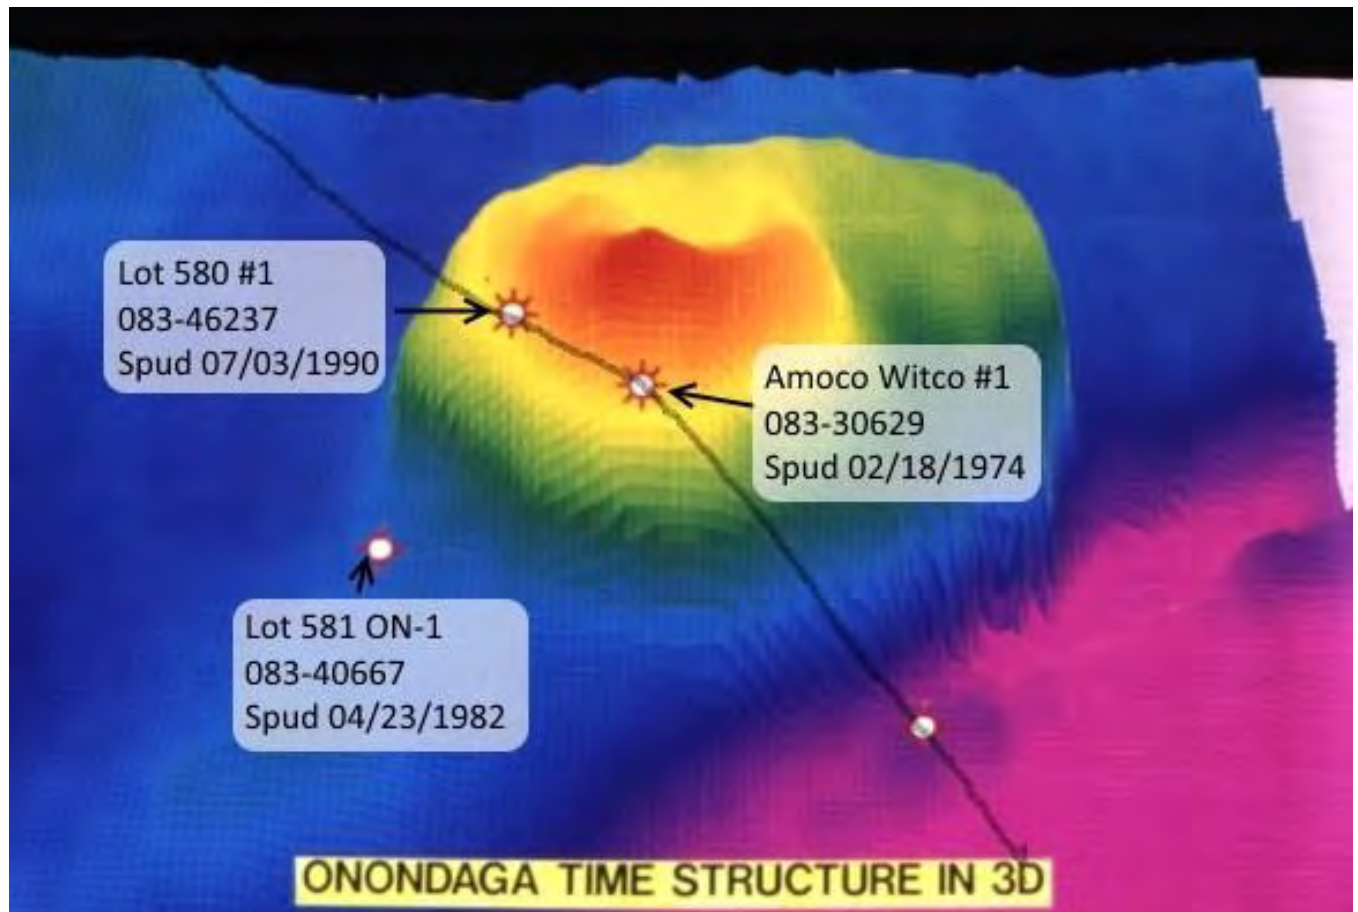 Lot 580 #1
083-46237
Spud 07/03/1990
Amoco Witco #1
083-30629
Spud 02/18/1974
Lot 581 ON-1
083-40667
Spud 04/23/1982
ONONDAGA TIME STRUCTURE IN 3D